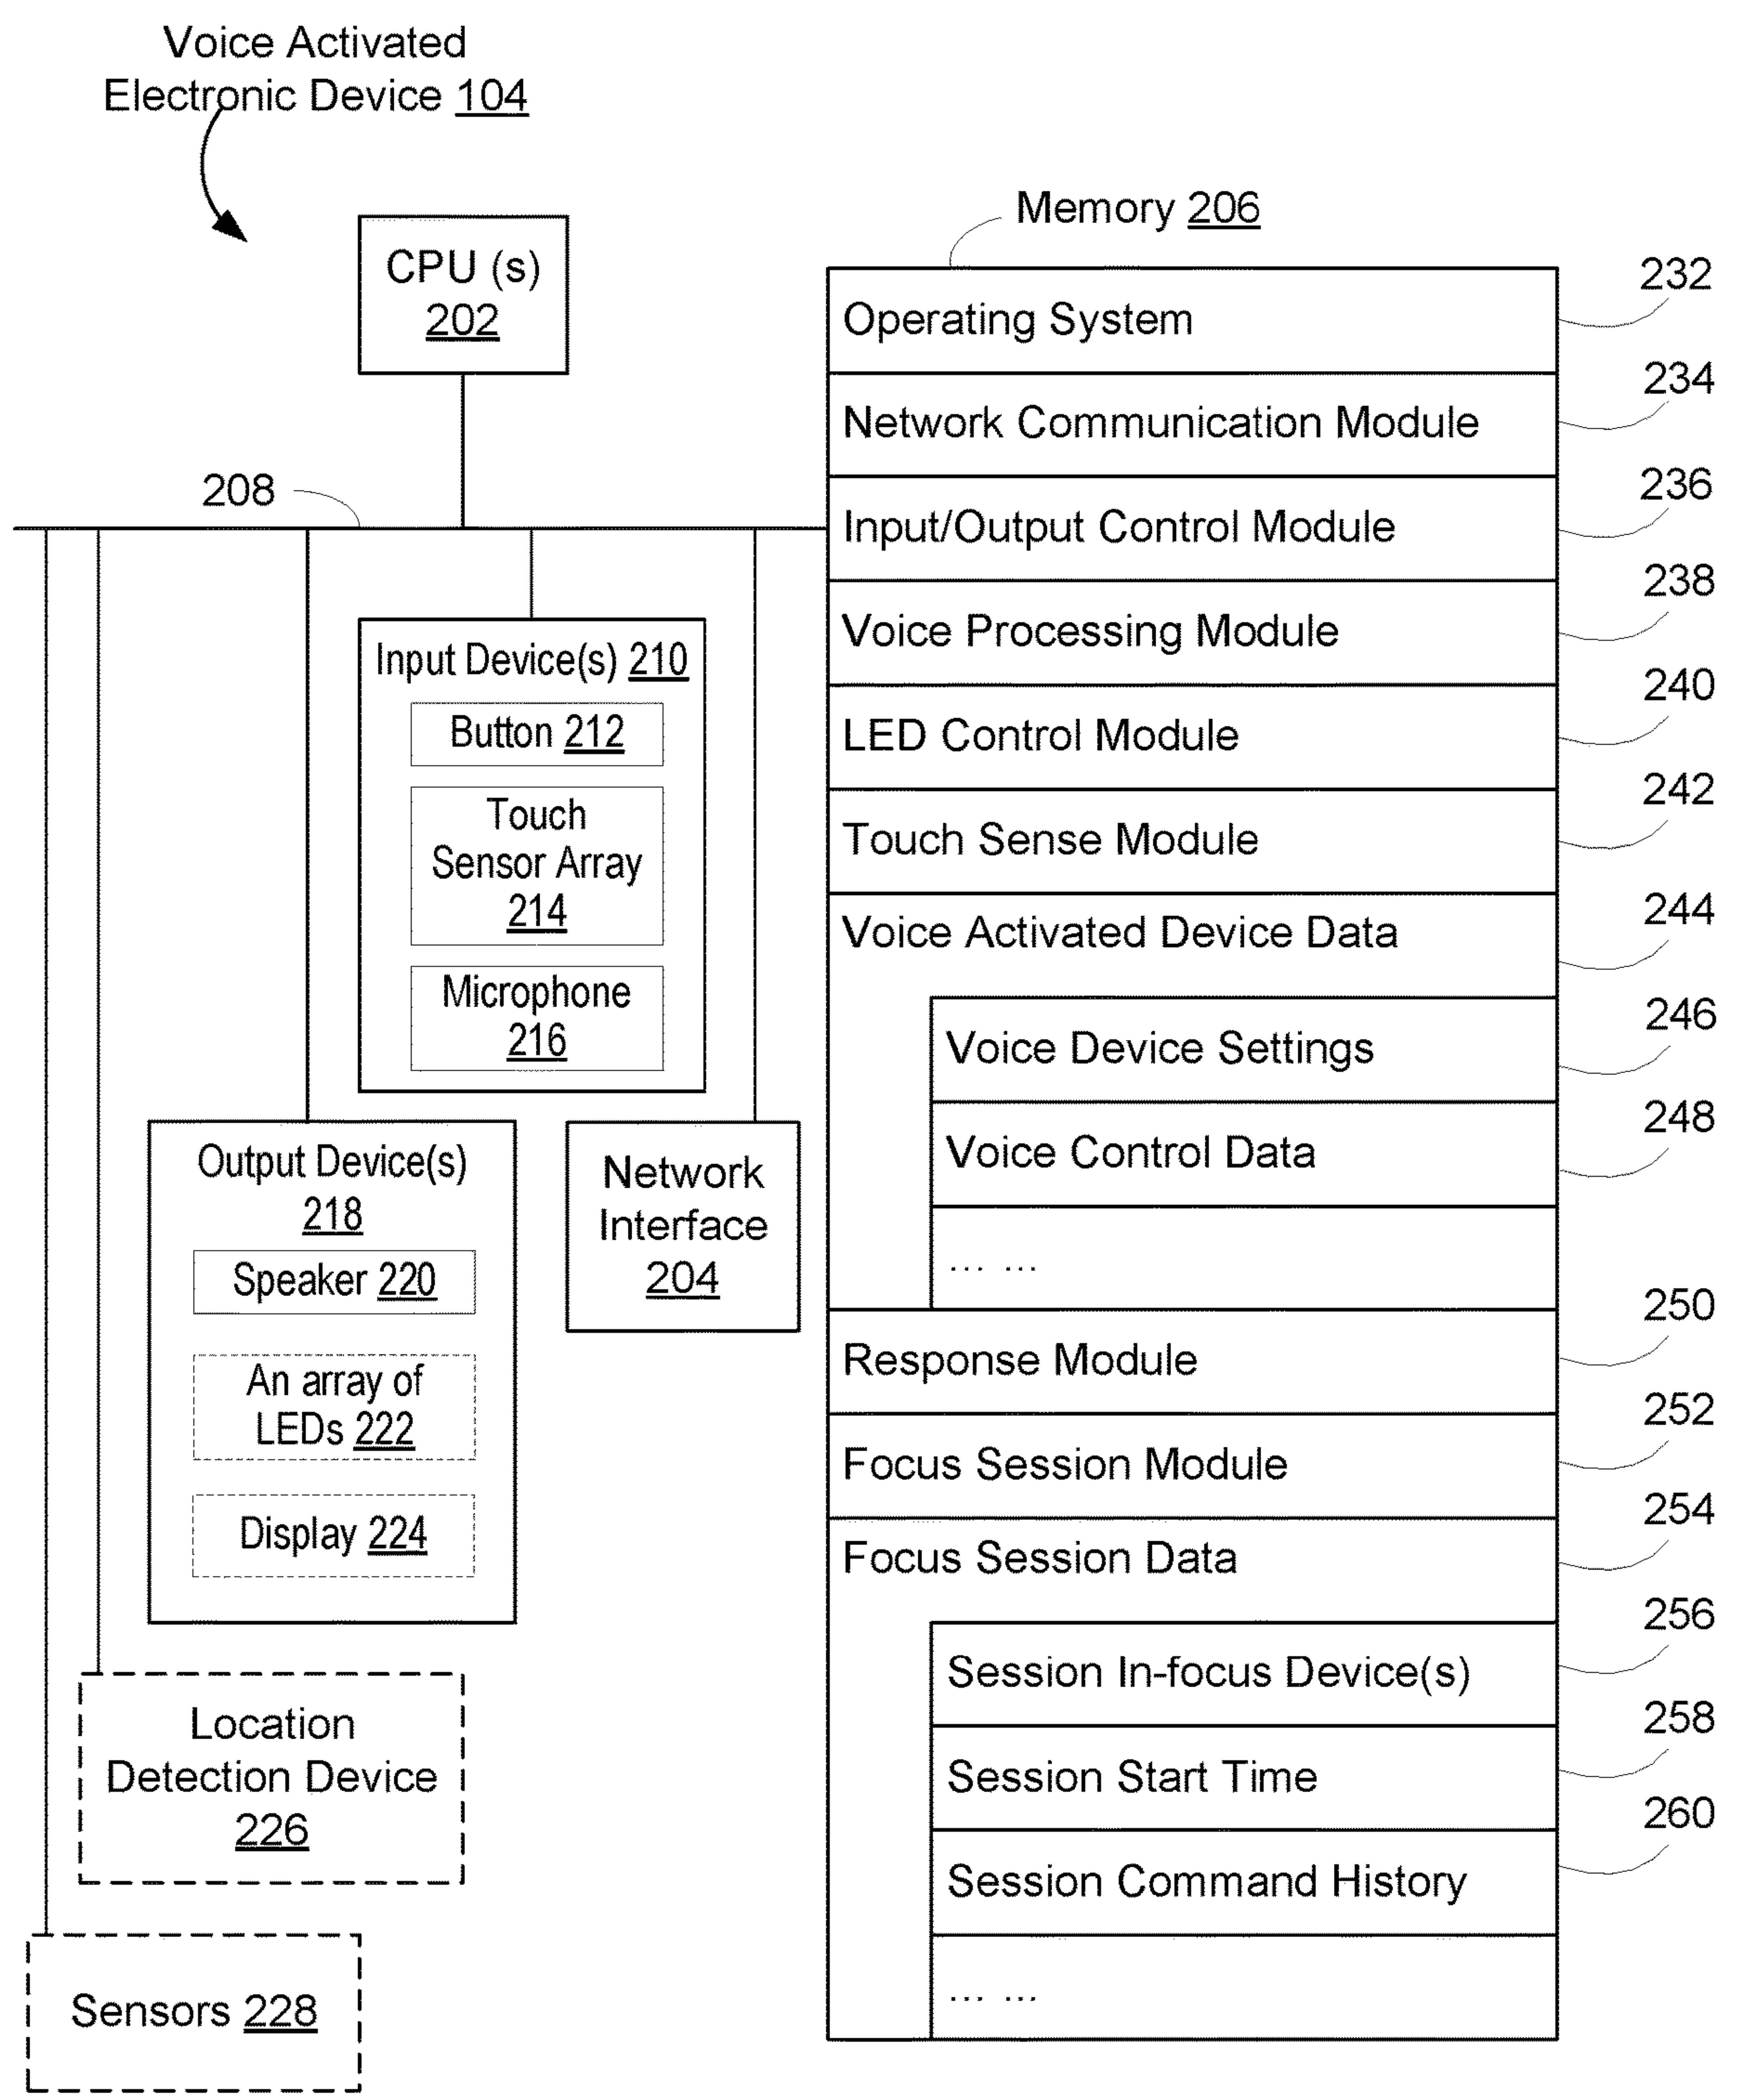 Voice Activated
Electronic Device 104
CPU (s)
202
208
Input Device(s) 210
Button 212
Touch
Sensor Array
214
Microphone
216
Output Device(s)
218
Speaker 220
An array of
LEDs 222
Display 224
Network
Interface
204
Location
Detection Device
226
Sensors 228
Memory 206
Operating System 232
Network Communication Module 234
Input/Output Control Module 236
Voice Processing Module 238
LED Control Module 240
Touch Sense Module 242
Voice Activated Device Data 244
Voice Device Settings 246
Voice Control Data 248
... ...
Response Module 250
Focus Session Module 252
Focus Session Data 254
Session In-focus Device(s) 256
Session Start Time 258
Session Command History 260
... ...